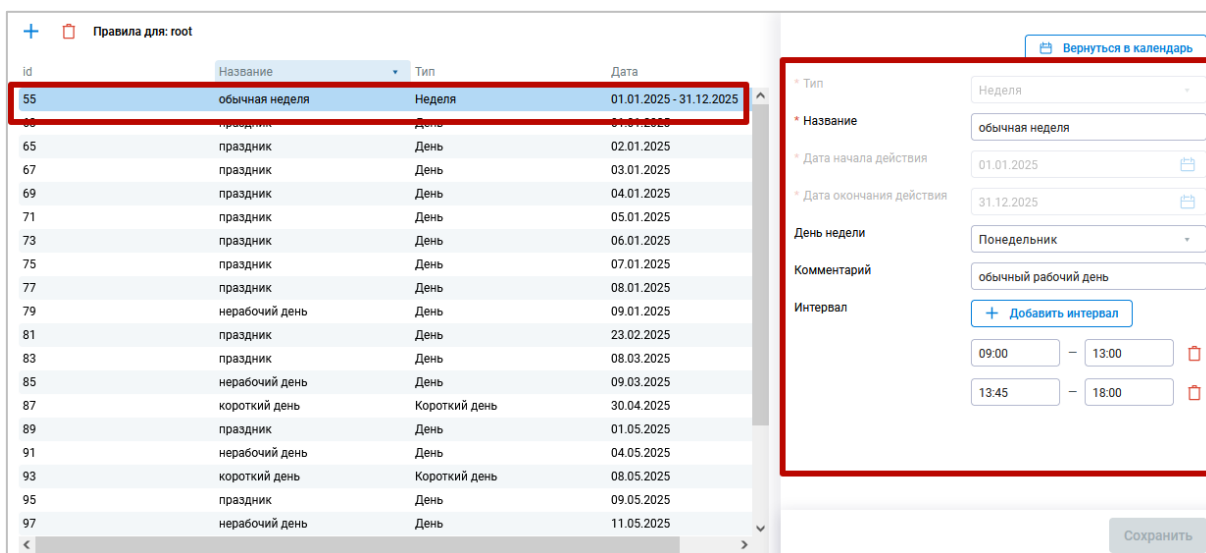 Правила для: root
Вернуться в календарь
id Название Тип Дата
55 обычная неделя Неделя 01.01.2025 - 31.12.2025
праздник День 01.01.2025
65 праздник День 02.01.2025
67 праздник День 03.01.2025
69 праздник День 04.01.2025
71 праздник День 05.01.2025
73 праздник День 06.01.2025
75 праздник День 07.01.2025
77 праздник День 08.01.2025
79 нерабочий день День 09.01.2025
81 праздник День 23.02.2025
83 праздник День 08.03.2025
85 нерабочий день День 09.03.2025
87 короткий день Короткий день 30.04.2025
89 праздник День 01.05.2025
91 нерабочий день День 04.05.2025
93 короткий день Короткий день 08.05.2025
95 праздник День 09.05.2025
97 нерабочий день День 11.05.2025
* Тип Неделя
* Название обычная неделя
* Дата начала действия 01.01.2025
* Дата окончания действия 31.12.2025
День недели Понедельник
Комментарий обычный рабочий день
Интервал + Добавить интервал
09:00 – 13:00
13:45 – 18:00
Сохранить